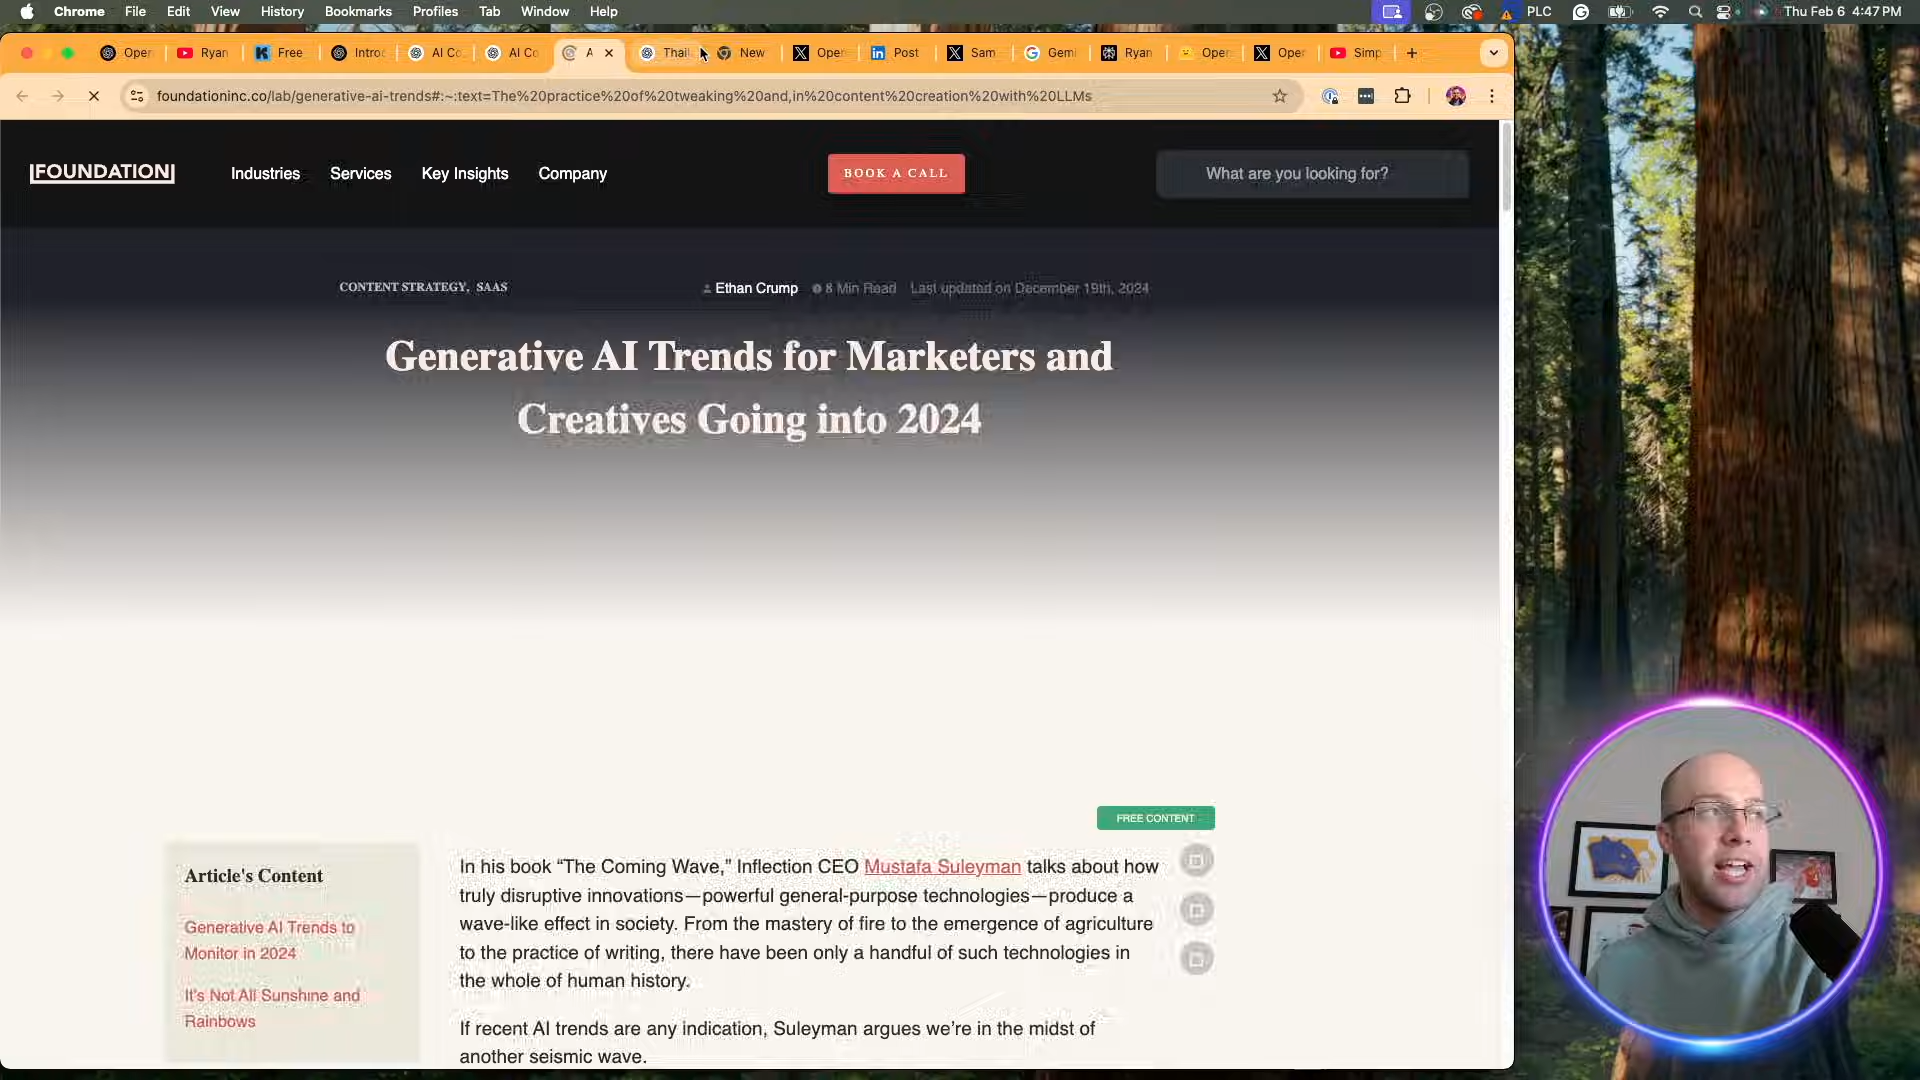 Chrome File Edit View History Bookmarks Profiles Tab Window Help PLC Thu Feb 6 4:47 PM
Open Ryan Free Introd AI Co AI Co A Thail New Open Post Sam Gemi Ryan Open Open Simp
foundationinc.co/lab/generative-ai-trends#:~:text=The%20practice%20of%20tweaking%20and,in%20content%20creation%20with%20LLMs
|FOUNDATION| Industries Services Key Insights Company BOOK A CALL What are you looking for?
CONTENT STRATEGY, SAAS Ethan Crump 8 Min Read Last updated on December 19th, 2024
Generative AI Trends for Marketers and
Creatives Going into 2024
FREE CONTENT
Article's Content
Generative AI Trends to
Monitor in 2024
It's Not All Sunshine and
Rainbows
In his book “The Coming Wave,” Inflection CEO Mustafa Suleyman talks about how
truly disruptive innovations—powerful general-purpose technologies—produce a
wave-like effect in society. From the mastery of fire to the emergence of agriculture
to the practice of writing, there have been only a handful of such technologies in
the whole of human history.
If recent AI trends are any indication, Suleyman argues we’re in the midst of
another seismic wave.